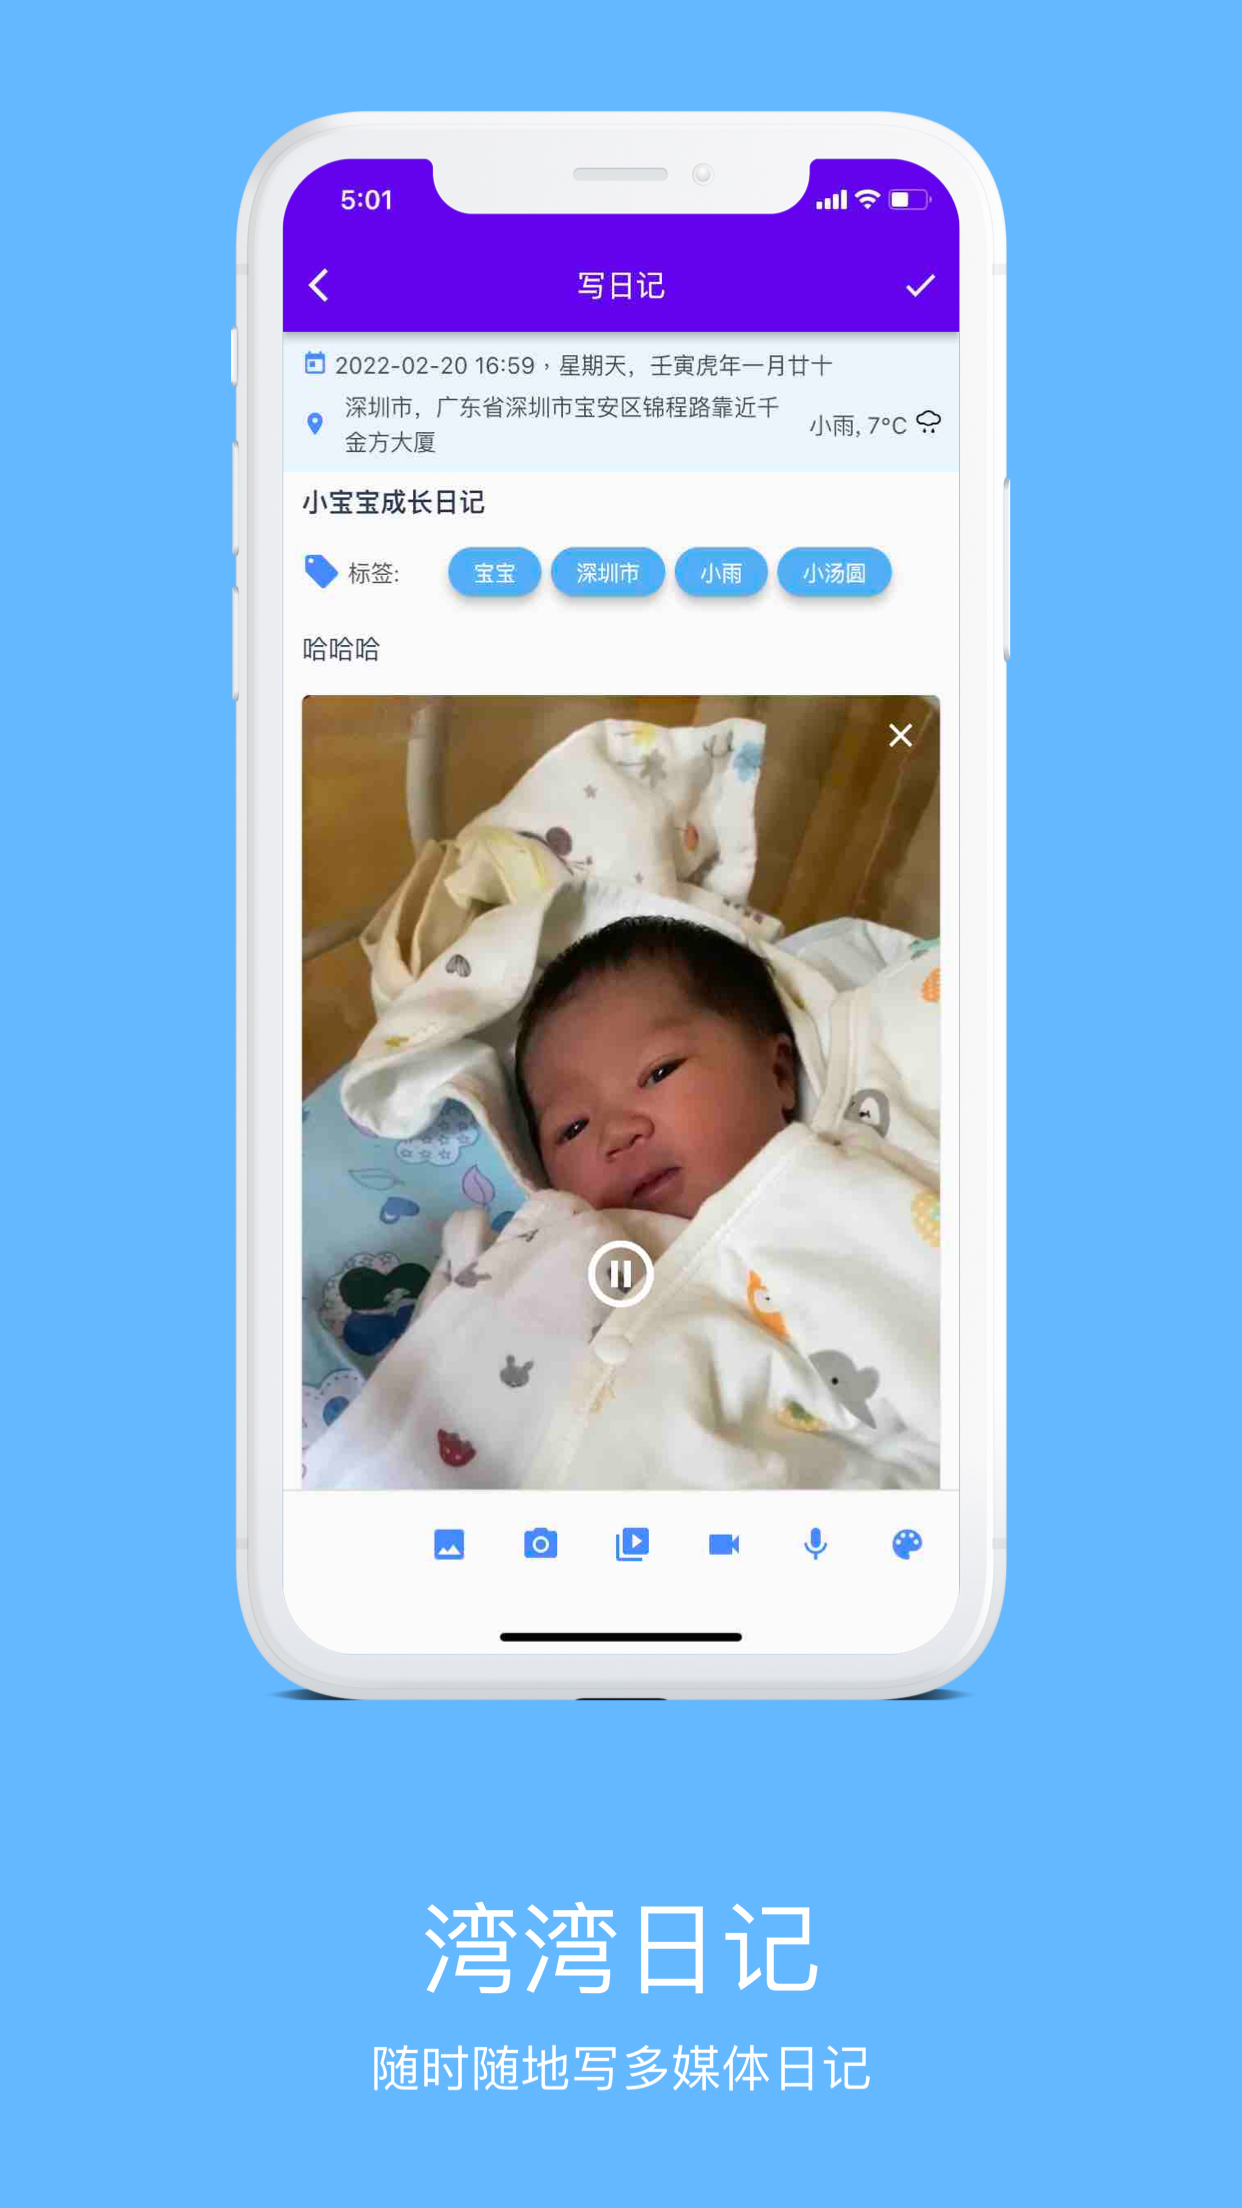 5:01
写日记
2022-02-20 16:59，星期天，壬寅虎年一月廿十
深圳市，广东省深圳市宝安区锦程路靠近千
金方大厦
小雨, 7°C
小宝宝成长日记
标签:
宝宝
深圳市
小雨
小汤圆
哈哈哈
湾湾日记
随时随地写多媒体日记